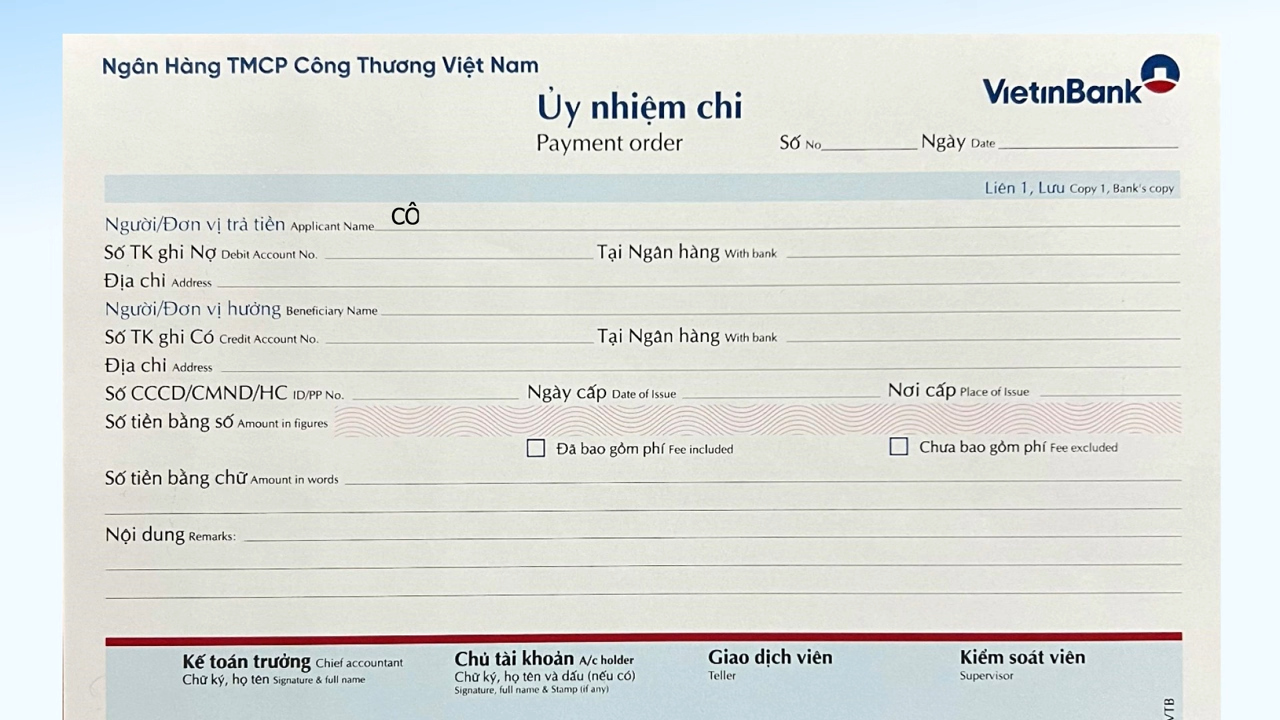 Ngân Hàng TMCP Công Thương Việt Nam
VietinBank
Ủy nhiệm chi
Payment order
Số No Ngày Date
Liên 1, Lưu Copy 1, Bank's copy
Người/Đơn vị trả tiền Applicant Name CÔ
Số TK ghi Nợ Debit Account No. Tại Ngân hàng With bank
Địa chỉ Address
Người/Đơn vị hưởng Beneficiary Name
Số TK ghi Có Credit Account No. Tại Ngân hàng With bank
Địa chỉ Address
Số CCCD/CMND/HC ID/PP No. Ngày cấp Date of Issue Nơi cấp Place of Issue
Số tiền bằng số Amount in figures
Đã bao gồm phí Fee included Chưa bao gồm phí Fee excluded
Số tiền bằng chữ Amount in words
Nội dung Remarks:
Kế toán trưởng Chief accountant Chủ tài khoản A/c holder Giao dịch viên Kiểm soát viên
Chữ ký, họ tên Signature & full name Chữ ký, họ tên và dấu (nếu có) Teller Supervisor
Signature, full name & Stamp (if any)
VTB